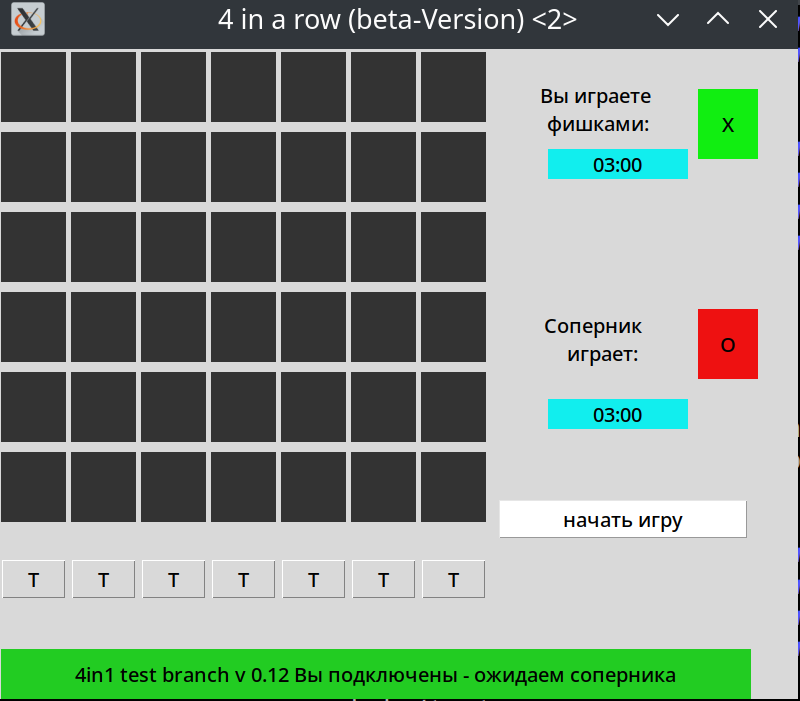 4 in a row (beta-Version) <2>
Вы играете
фишками:
X
03:00
Соперник
играет:
O
03:00
начать игру
T T T T T T T
4in1 test branch v 0.12 Вы подключены - ожидаем соперника